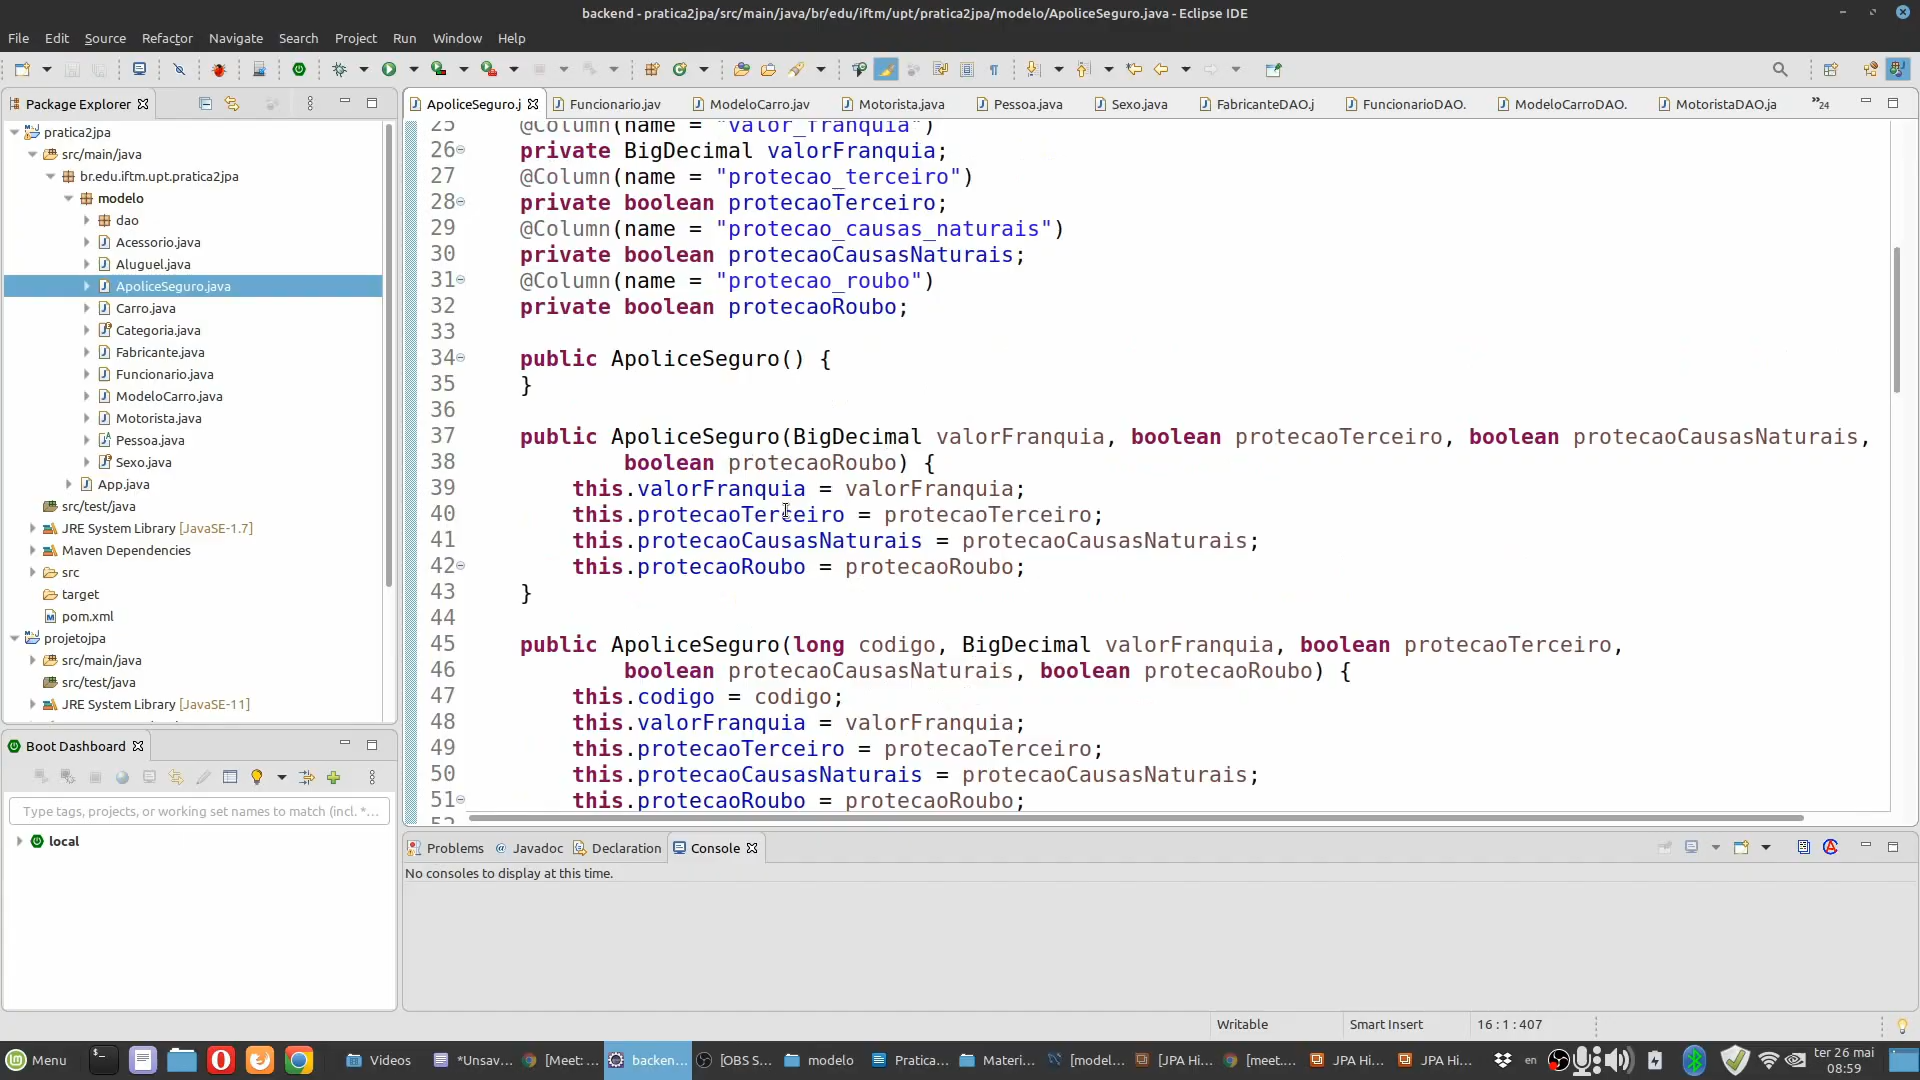 backend - pratica2jpa/src/main/java/br/edu/iftm/upt/pratica2jpa/modelo/ApoliceSeguro.java - Eclipse IDE
File Edit Source Refactor Navigate Search Project Run Window Help
Package Explorer
pratica2jpa
src/main/java
br.edu.iftm.upt.pratica2jpa
modelo
dao
Acessorio.java
Aluguel.java
ApoliceSeguro.java
Carro.java
Categoria.java
Fabricante.java
Funcionario.java
ModeloCarro.java
Motorista.java
Pessoa.java
Sexo.java
App.java
src/test/java
JRE System Library [JavaSE-1.7]
Maven Dependencies
src
target
pom.xml
projetojpa
src/main/java
src/test/java
JRE System Library [JavaSE-11]
Boot Dashboard
Type tags, projects, or working set names to match (incl. *...
local
ApoliceSeguro.j Funcionario.jav ModeloCarro.jav Motorista.java Pessoa.java Sexo.java FabricanteDAO.j FuncionarioDAO. ModeloCarroDAO. MotoristaDAO.ja »24
25 @Column(name = "valor_franquia")
26 private BigDecimal valorFranquia;
27 @Column(name = "protecao_terceiro")
28 private boolean protecaoTerceiro;
29 @Column(name = "protecao_causas_naturais")
30 private boolean protecaoCausasNaturais;
31 @Column(name = "protecao_roubo")
32 private boolean protecaoRoubo;
33
34 public ApoliceSeguro() {
35 }
36
37 public ApoliceSeguro(BigDecimal valorFranquia, boolean protecaoTerceiro, boolean protecaoCausasNaturais,
38 boolean protecaoRoubo) {
39 this.valorFranquia = valorFranquia;
40 this.protecaoTerceiro = protecaoTerceiro;
41 this.protecaoCausasNaturais = protecaoCausasNaturais;
42 this.protecaoRoubo = protecaoRoubo;
43 }
44
45 public ApoliceSeguro(long codigo, BigDecimal valorFranquia, boolean protecaoTerceiro,
46 boolean protecaoCausasNaturais, boolean protecaoRoubo) {
47 this.codigo = codigo;
48 this.valorFranquia = valorFranquia;
49 this.protecaoTerceiro = protecaoTerceiro;
50 this.protecaoCausasNaturais = protecaoCausasNaturais;
51 this.protecaoRoubo = protecaoRoubo;
Problems Javadoc Declaration Console
No consoles to display at this time.
Writable Smart Insert 16 : 1 : 407
Menu Videos *Unsav... [Meet: ... backen... [OBS S... modelo Pratica... Materi... [model... [JPA Hi... [meet.... JPA Hi... JPA Hi... en ter 26 mai
08:59